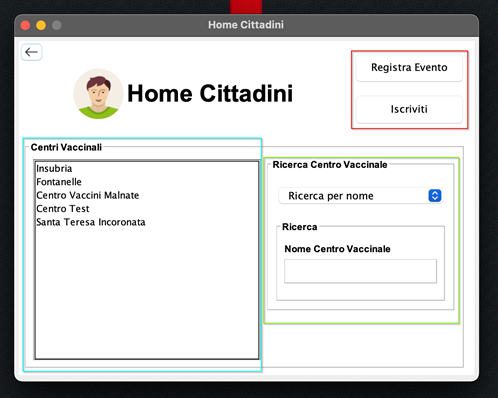 Home Cittadini
Home Cittadini
Registra Evento
Iscriviti
Centri Vaccinali
Insubria
Fontanelle
Centro Vaccini Malnate
Centro Test
Santa Teresa Incoronata
Ricerca Centro Vaccinale
Ricerca per nome
Ricerca
Nome Centro Vaccinale